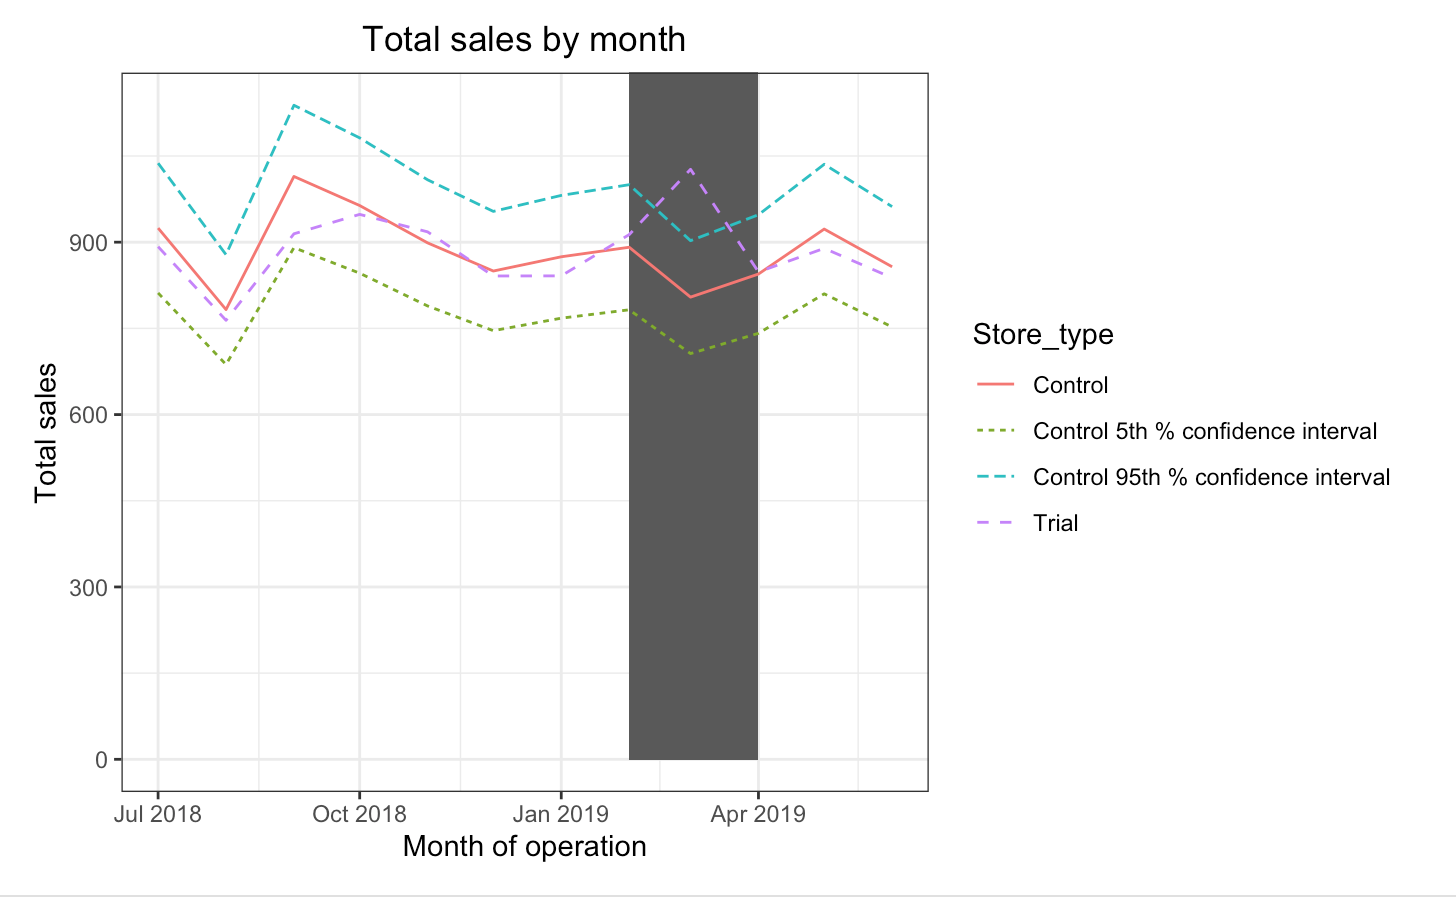 Total sales by month
Total sales
900
600
300
0
Jul 2018 Oct 2018 Jan 2019 Apr 2019
Month of operation
Store_type
Control
Control 5th % confidence interval
Control 95th % confidence interval
Trial